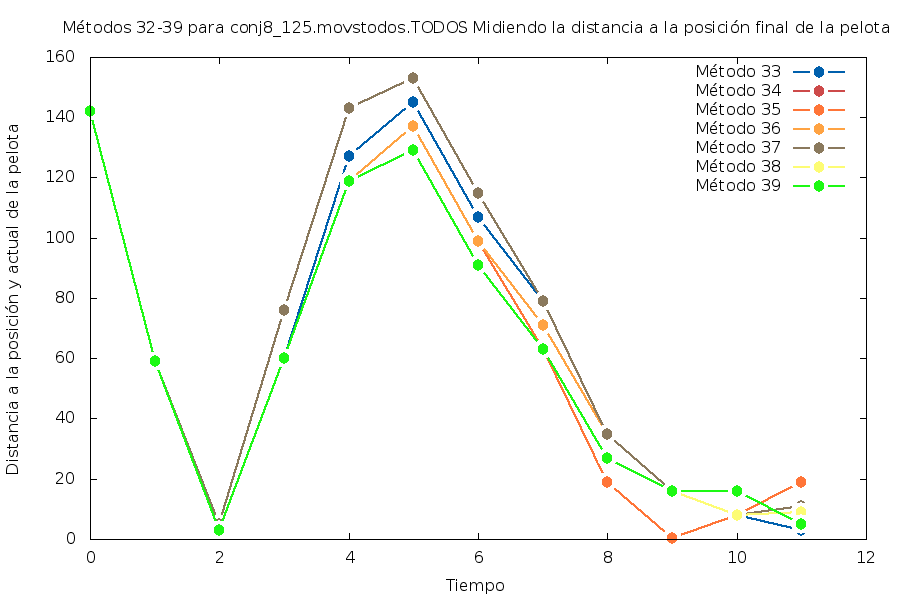 Métodos 32-39 para conj8_125.movstodos.TODOS Midiendo la distancia a la posición final de la pelota
160
140
120
100
80
60
40
20
0
Distancia a la posición y actual de la pelota
Método 33
Método 34
Método 35
Método 36
Método 37
Método 38
Método 39
0 2 4 6 8 10 12
Tiempo